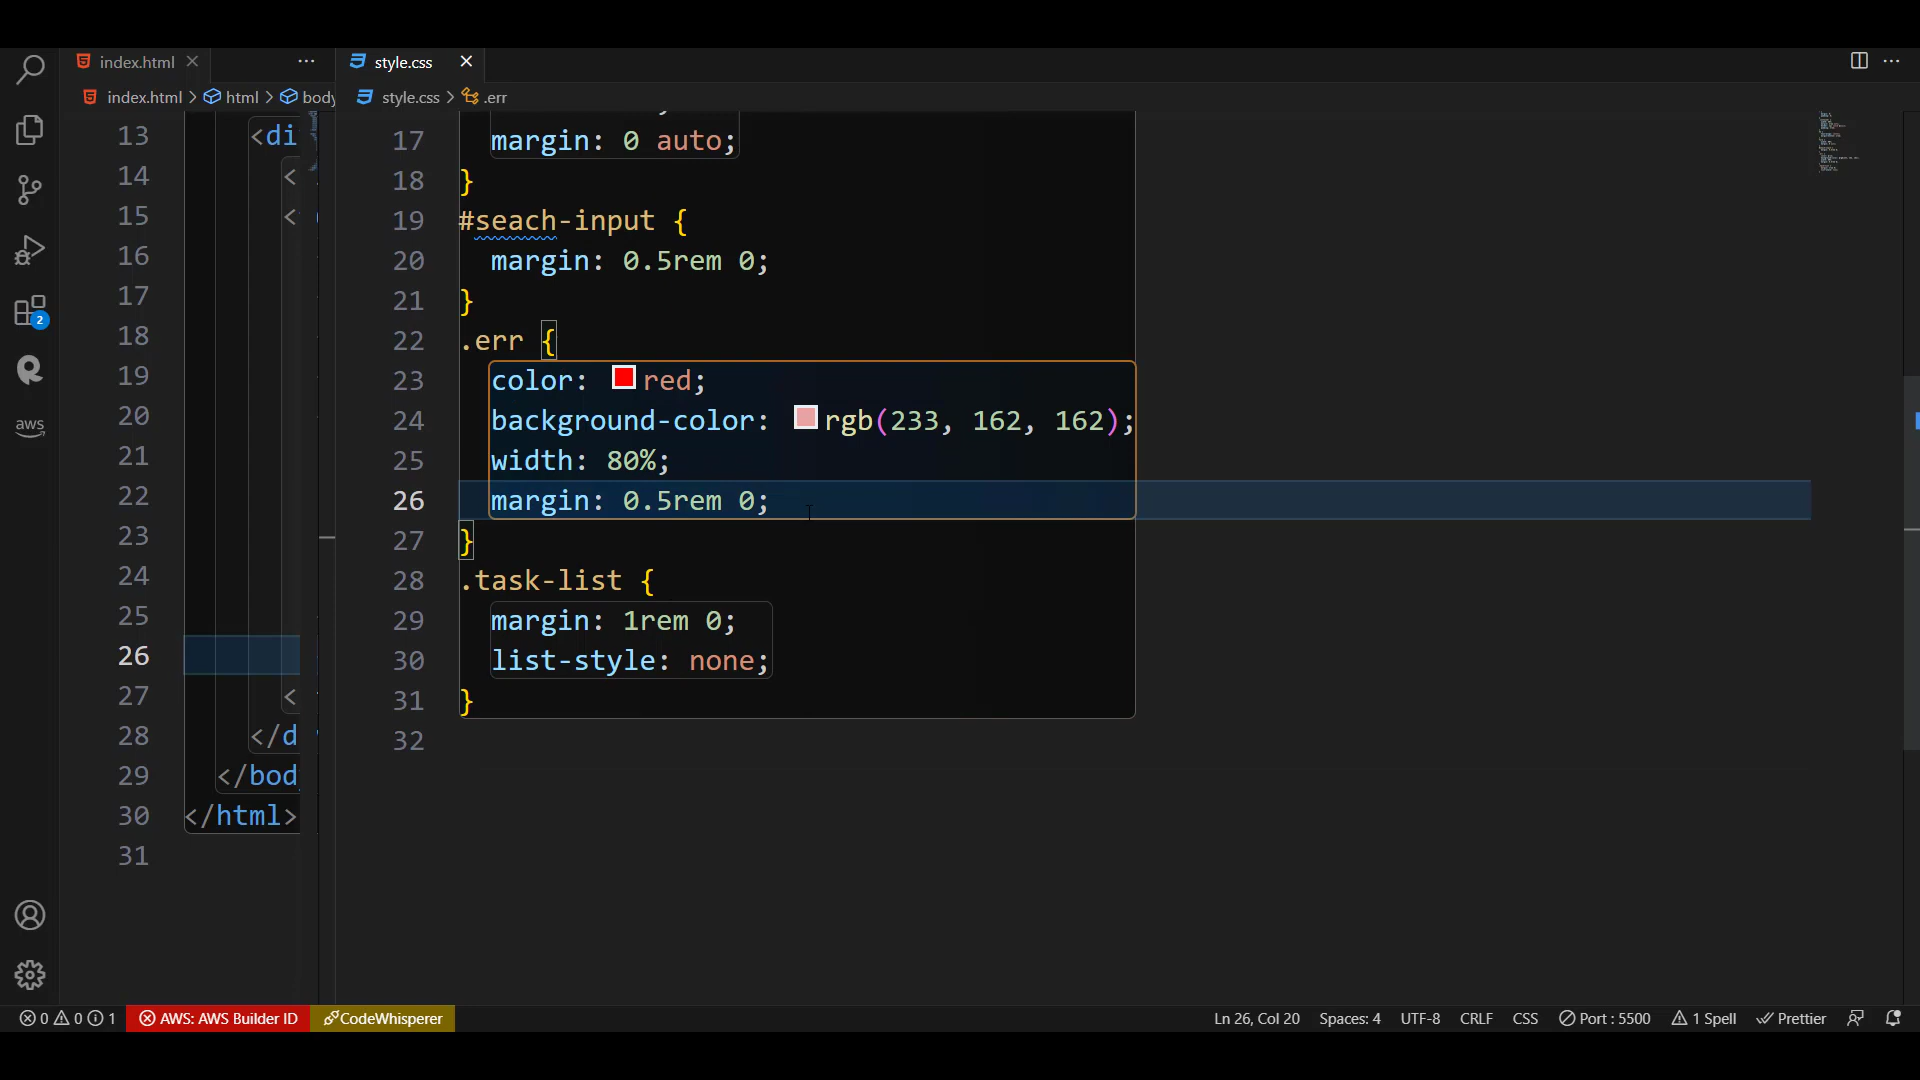 index.html
style.css
index.html > html > body
style.css > .err
13 <di
14 <
15 <
16
17
18
19
20
21
22
23
24
25
26
27 <
28 </d
29 </body
30 </html>
31
17 margin: 0 auto;
18 }
19 #seach-input {
20 margin: 0.5rem 0;
21 }
22 .err {
23 color: red;
24 background-color: rgb(233, 162, 162);
25 width: 80%;
26 margin: 0.5rem 0;
27 }
28 .task-list {
29 margin: 1rem 0;
30 list-style: none;
31 }
32
2
aws
0 0 1 AWS: AWS Builder ID CodeWhisperer Ln 26, Col 20 Spaces: 4 UTF-8 CRLF CSS Port : 5500 1 Spell Prettier